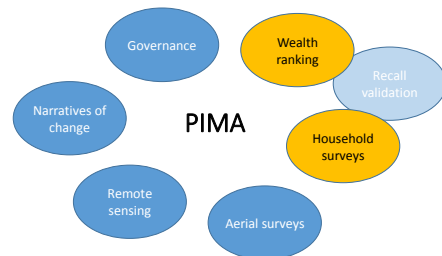 Governance
Wealth
ranking
Recall
validation
Narratives of
change
PIMA
Household
surveys
Remote
sensing
Aerial surveys